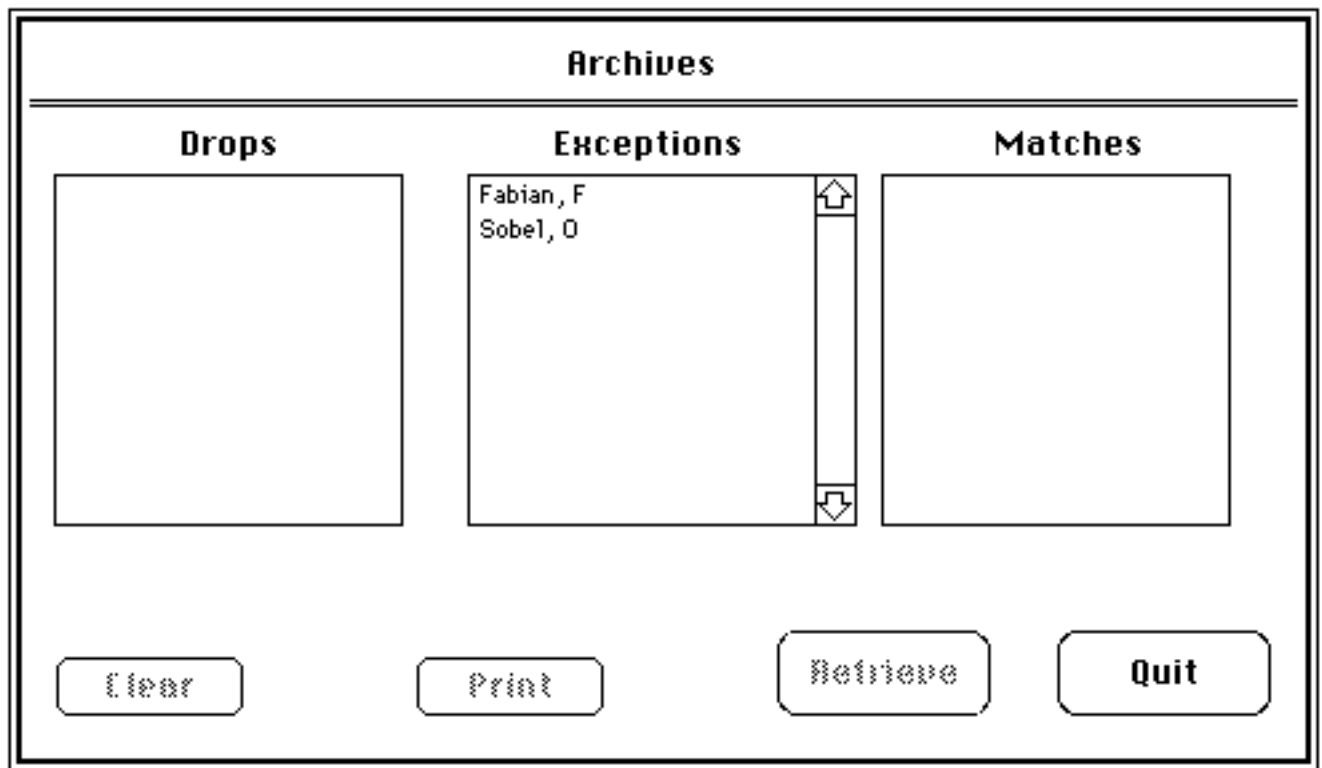 Archives
Drops
Exceptions
Matches
Fabian, F
Sobel, O
Clear
Print
Retrieve
Quit